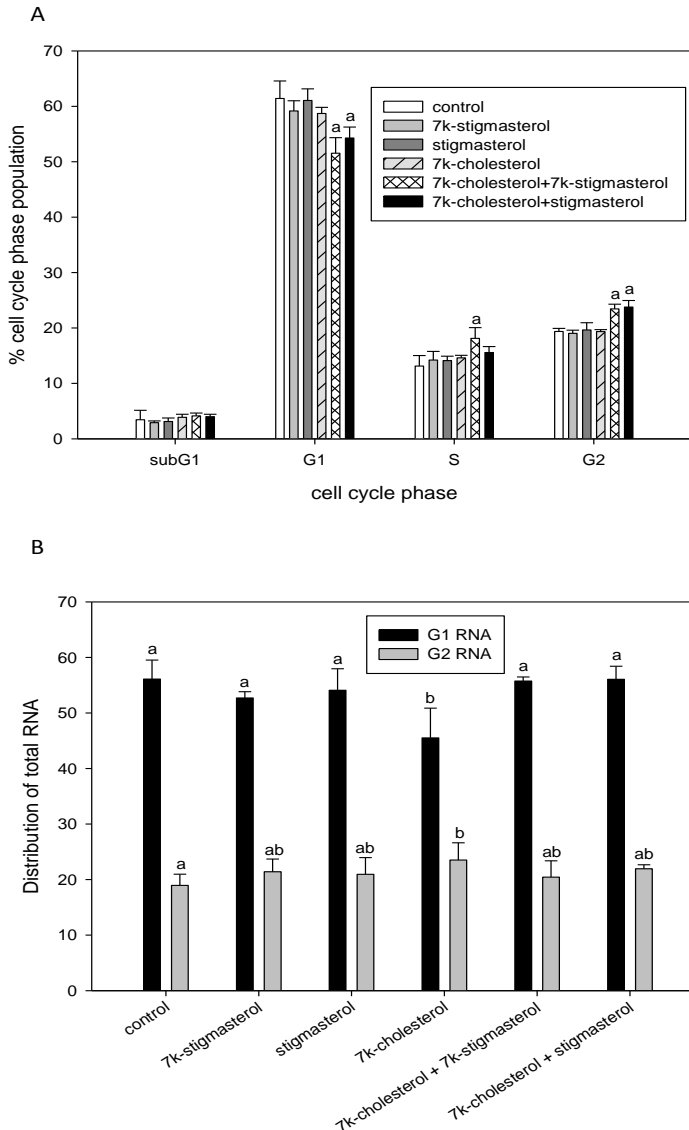 A
70
60
50
40
30
20
10
0
% cell cycle phase population
control
7k-stigmasterol
stigmasterol
7k-cholesterol
7k-cholesterol+7k-stigmasterol
7k-cholesterol+stigmasterol
a
a
a
a
a
subG1
G1
S
G2
cell cycle phase
B
70
60
50
40
30
20
10
0
Distribution of total RNA
G1 RNA
G2 RNA
a
a
a
b
a
a
a
ab
ab
b
ab
ab
control
7k-stigmasterol
stigmasterol
7k-cholesterol
7k-cholesterol + 7k-stigmasterol
7k-cholesterol + stigmasterol